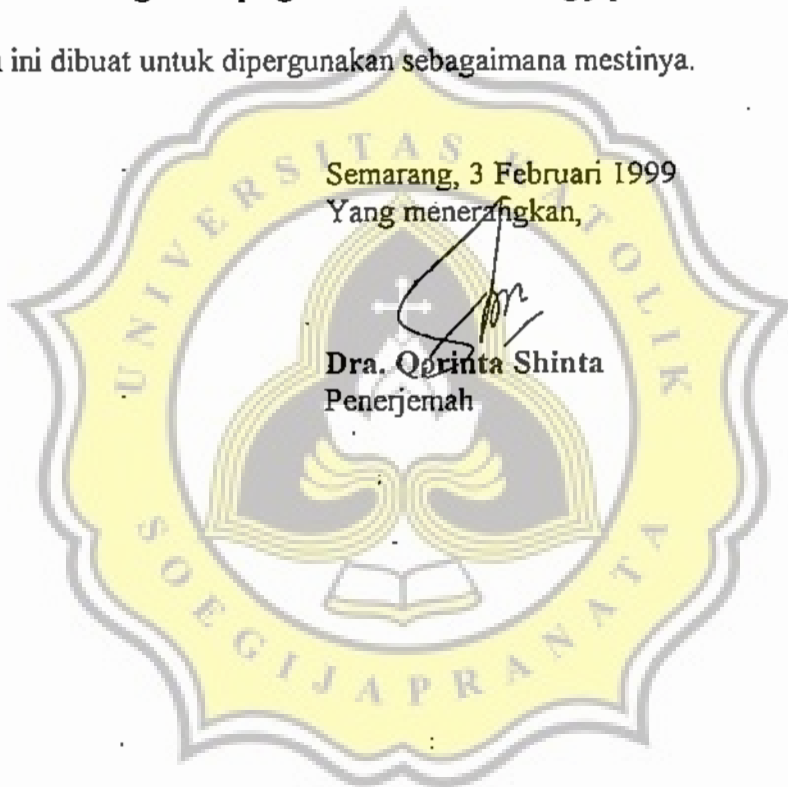 ini dibuat untuk dipergunakan sebagaimana mestinya.
Semarang, 3 Februari 1999
Yang menerangkan,
Dra. Qorinta Shinta
Penerjemah
UNIVERSITAS KATOLIK
SOEGIJAPRANATA